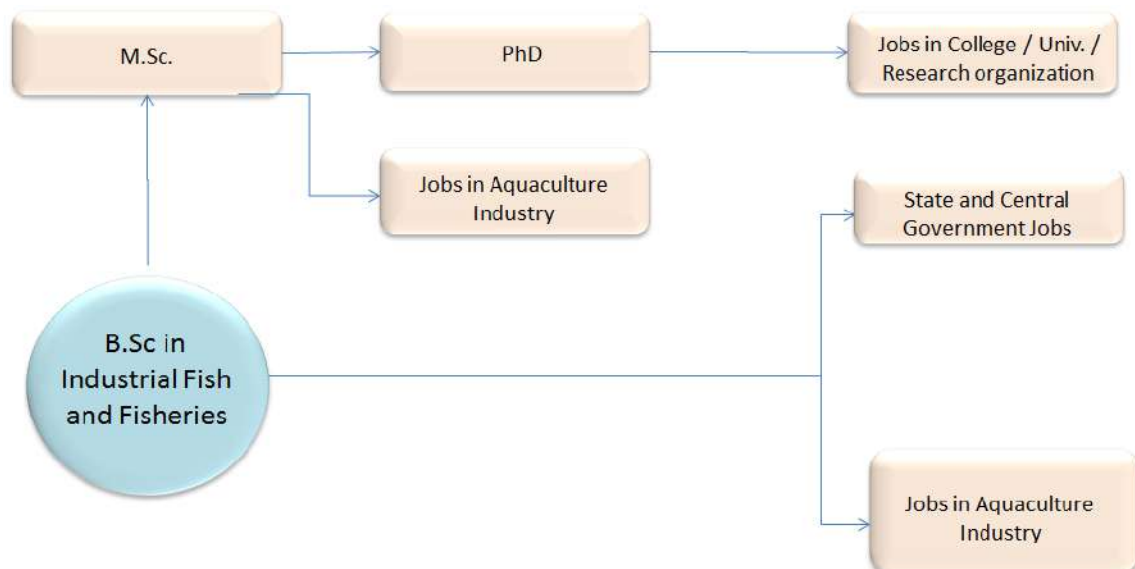 M.Sc.
PhD
Jobs in College / Univ. /
Research organization
Jobs in Aquaculture
Industry
State and Central
Government Jobs
B.Sc in
Industrial Fish
and Fisheries
Jobs in Aquaculture
Industry